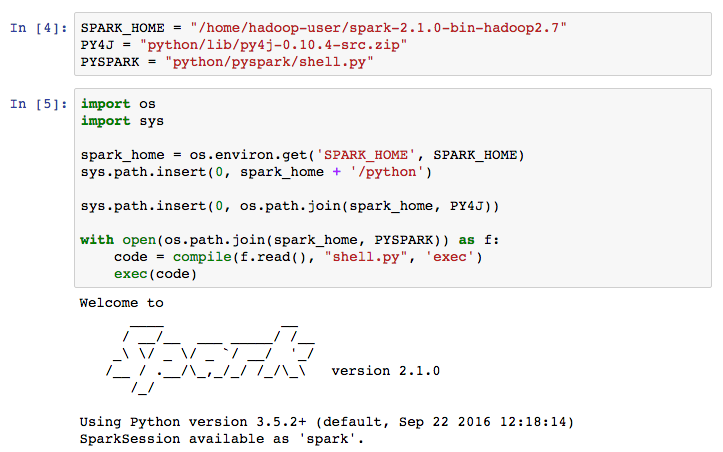 In [4]: SPARK_HOME = "/home/hadoop-user/spark-2.1.0-bin-hadoop2.7"
PY4J = "python/lib/py4j-0.10.4-src.zip"
PYSPARK = "python/pyspark/shell.py"
In [5]: import os
import sys
spark_home = os.environ.get('SPARK_HOME', SPARK_HOME)
sys.path.insert(0, spark_home + '/python')
sys.path.insert(0, os.path.join(spark_home, PY4J))
with open(os.path.join(spark_home, PYSPARK)) as f:
    code = compile(f.read(), "shell.py", 'exec')
    exec(code)
Welcome to
      ____              __
     / __/__  ___ _____/ /__
    _\ \/ _ \/ _ `/ __/  '_/
   /__ / .__/\_,_/_/ /_/\_\   version 2.1.0
      /_/
Using Python version 3.5.2+ (default, Sep 22 2016 12:18:14)
SparkSession available as 'spark'.